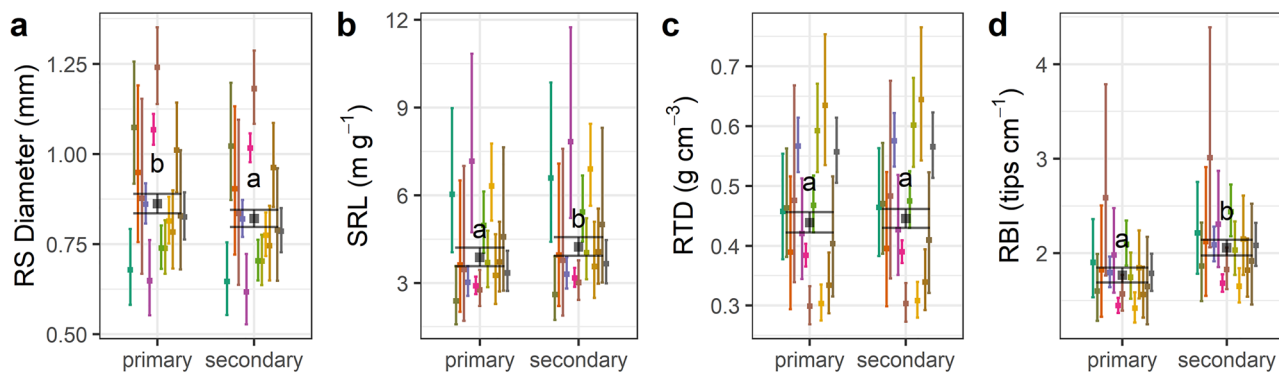 a
RS Diameter (mm)
1.25
1.00
0.75
0.50
b
a
primary secondary
b
SRL (m g⁻¹)
12
9
6
3
a
b
primary secondary
c
RTD (g cm⁻³)
0.7
0.6
0.5
0.4
0.3
a
a
primary secondary
d
RBI (tips cm⁻¹)
4
3
2
a
b
primary secondary